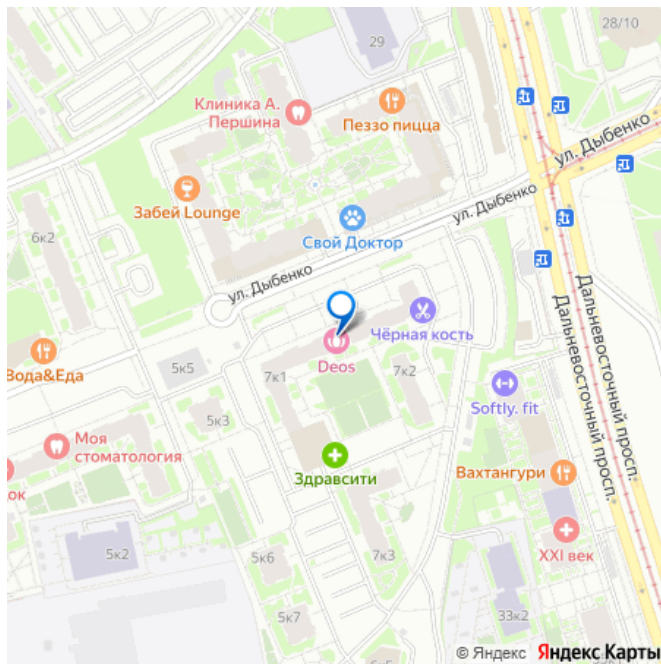 28/10
29
Клиника А.
Першина
Пеззо пицца
ул. Дыбенко
Забей Lounge
ул. Дыбенко
6к2
Свой Доктор
ул. Дыбенко
Дальневосточный просп.
Дальневосточный просп.
Чёрная кость
Вода&Еда
5к5
Deos
7к1
7к2
Softly. fit
5к3
Моя
стоматология
ок
Здравсити
Вахтангури
XXI век
5к2
5к6
7к3
5к7
33к2
© Яндекс Яндекс Карты